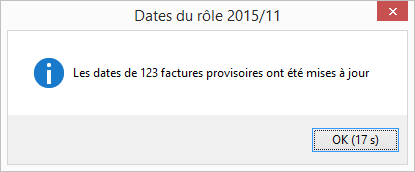 Dates du rôle 2015/11
Les dates de 123 factures provisoires ont été mises à jour
OK (17 s)